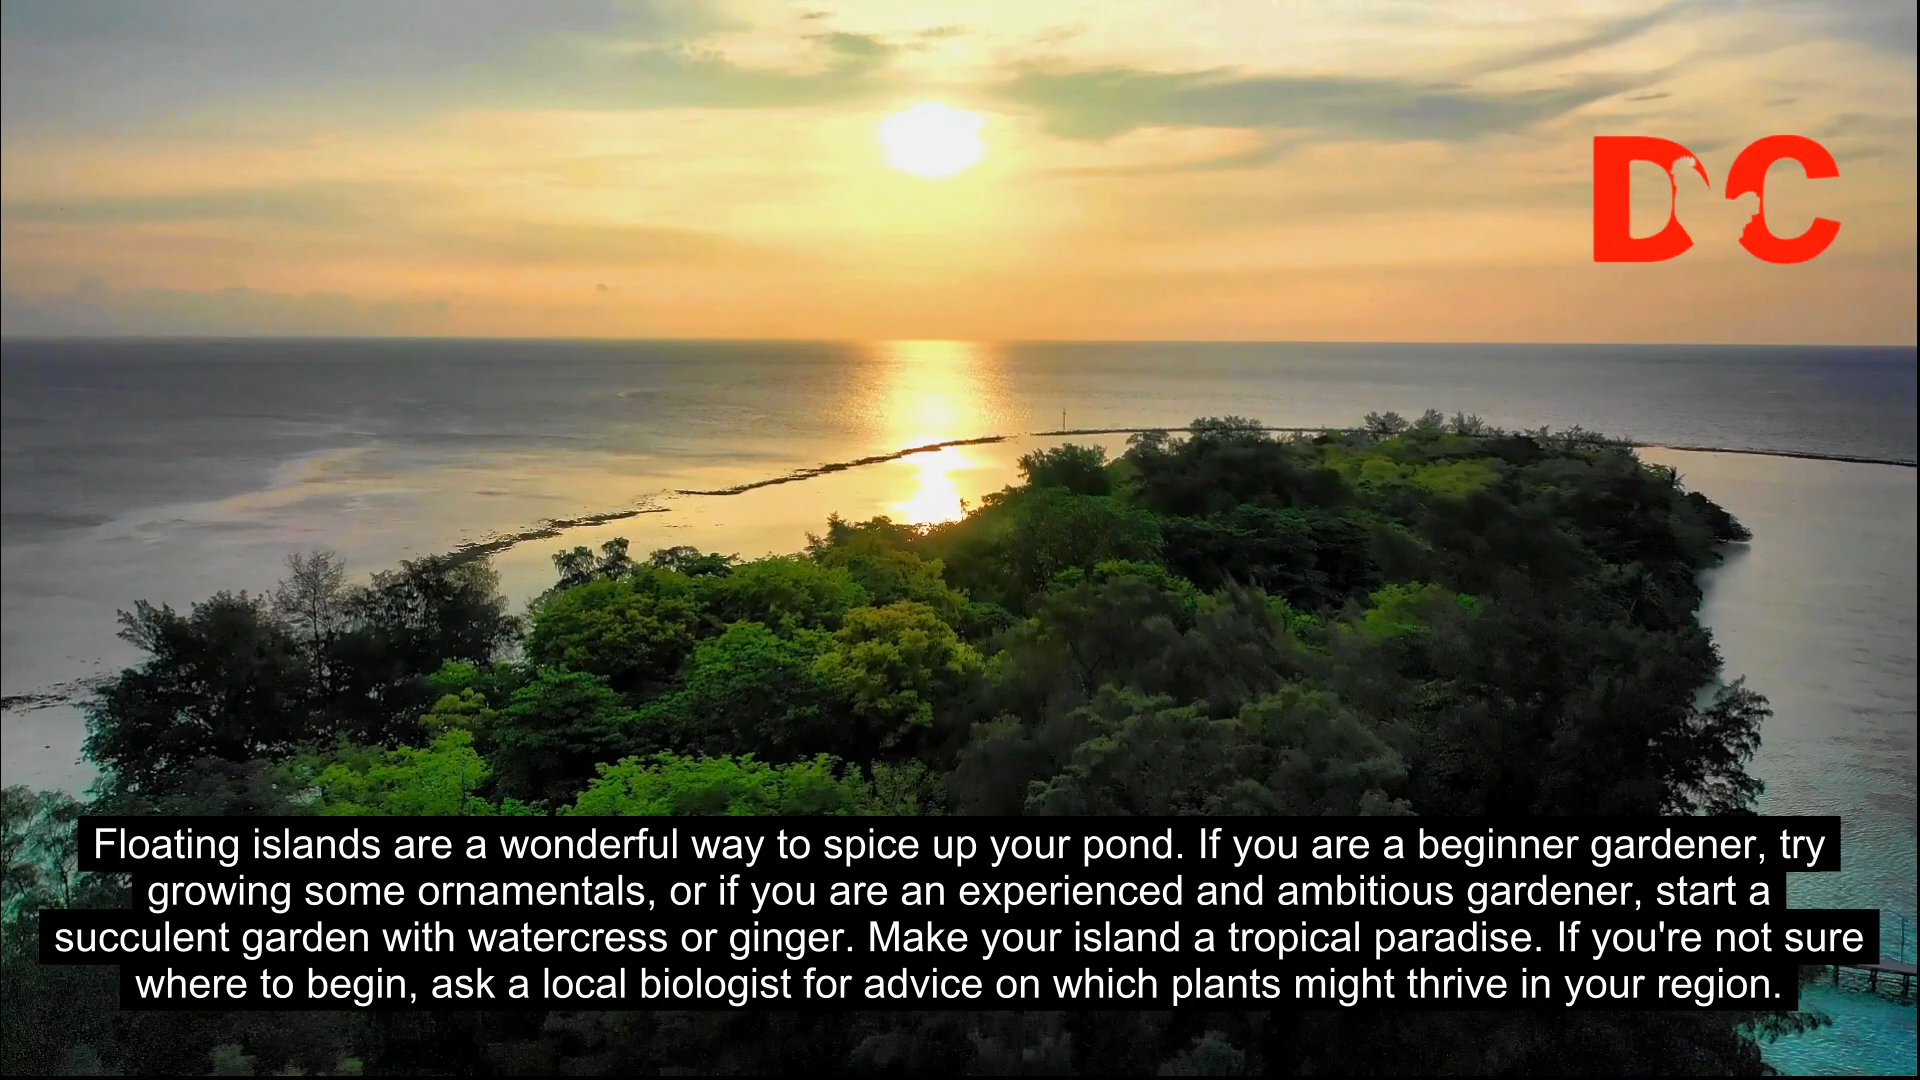 DC
Floating islands are a wonderful way to spice up your pond. If you are a beginner gardener, try
growing some ornamentals, or if you are an experienced and ambitious gardener, start a
succulent garden with watercress or ginger. Make your island a tropical paradise. If you're not sure
where to begin, ask a local biologist for advice on which plants might thrive in your region.